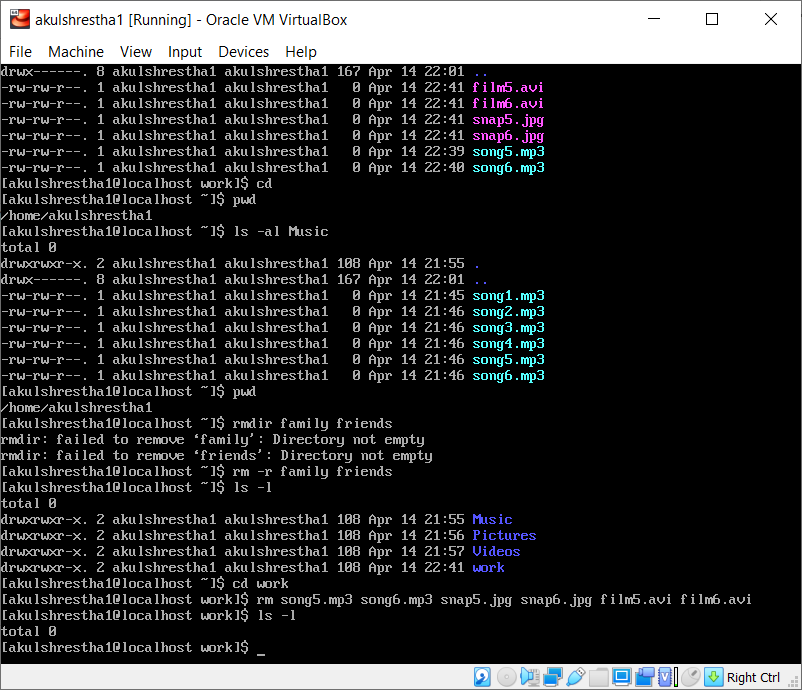 akulshrestha1 [Running] - Oracle VM VirtualBox
File Machine View Input Devices Help
drwx------. 8 akulshrestha1 akulshrestha1 167 Apr 14 22:01 ..
-rw-rw-r--. 1 akulshrestha1 akulshrestha1   0 Apr 14 22:41 film5.avi
-rw-rw-r--. 1 akulshrestha1 akulshrestha1   0 Apr 14 22:41 film6.avi
-rw-rw-r--. 1 akulshrestha1 akulshrestha1   0 Apr 14 22:41 snap5.jpg
-rw-rw-r--. 1 akulshrestha1 akulshrestha1   0 Apr 14 22:41 snap6.jpg
-rw-rw-r--. 1 akulshrestha1 akulshrestha1   0 Apr 14 22:39 song5.mp3
-rw-rw-r--. 1 akulshrestha1 akulshrestha1   0 Apr 14 22:40 song6.mp3
[akulshrestha1@localhost work]$ cd
[akulshrestha1@localhost ~]$ pwd
/home/akulshrestha1
[akulshrestha1@localhost ~]$ ls -al Music
total 0
drwxrwxr-x. 2 akulshrestha1 akulshrestha1 108 Apr 14 21:55 .
drwx------. 8 akulshrestha1 akulshrestha1 167 Apr 14 22:01 ..
-rw-rw-r--. 1 akulshrestha1 akulshrestha1   0 Apr 14 21:45 song1.mp3
-rw-rw-r--. 1 akulshrestha1 akulshrestha1   0 Apr 14 21:46 song2.mp3
-rw-rw-r--. 1 akulshrestha1 akulshrestha1   0 Apr 14 21:46 song3.mp3
-rw-rw-r--. 1 akulshrestha1 akulshrestha1   0 Apr 14 21:46 song4.mp3
-rw-rw-r--. 1 akulshrestha1 akulshrestha1   0 Apr 14 21:46 song5.mp3
-rw-rw-r--. 1 akulshrestha1 akulshrestha1   0 Apr 14 21:46 song6.mp3
[akulshrestha1@localhost ~]$ pwd
/home/akulshrestha1
[akulshrestha1@localhost ~]$ rmdir family friends
rmdir: failed to remove ‘family’: Directory not empty
rmdir: failed to remove ‘friends’: Directory not empty
[akulshrestha1@localhost ~]$ rm -r family friends
[akulshrestha1@localhost ~]$ ls -l
total 0
drwxrwxr-x. 2 akulshrestha1 akulshrestha1 108 Apr 14 21:55 Music
drwxrwxr-x. 2 akulshrestha1 akulshrestha1 108 Apr 14 21:56 Pictures
drwxrwxr-x. 2 akulshrestha1 akulshrestha1 108 Apr 14 21:57 Videos
drwxrwxr-x. 2 akulshrestha1 akulshrestha1 108 Apr 14 22:41 work
[akulshrestha1@localhost ~]$ cd work
[akulshrestha1@localhost work]$ rm song5.mp3 song6.mp3 snap5.jpg snap6.jpg film5.avi film6.avi
[akulshrestha1@localhost work]$ ls -l
total 0
[akulshrestha1@localhost work]$ _
Right Ctrl